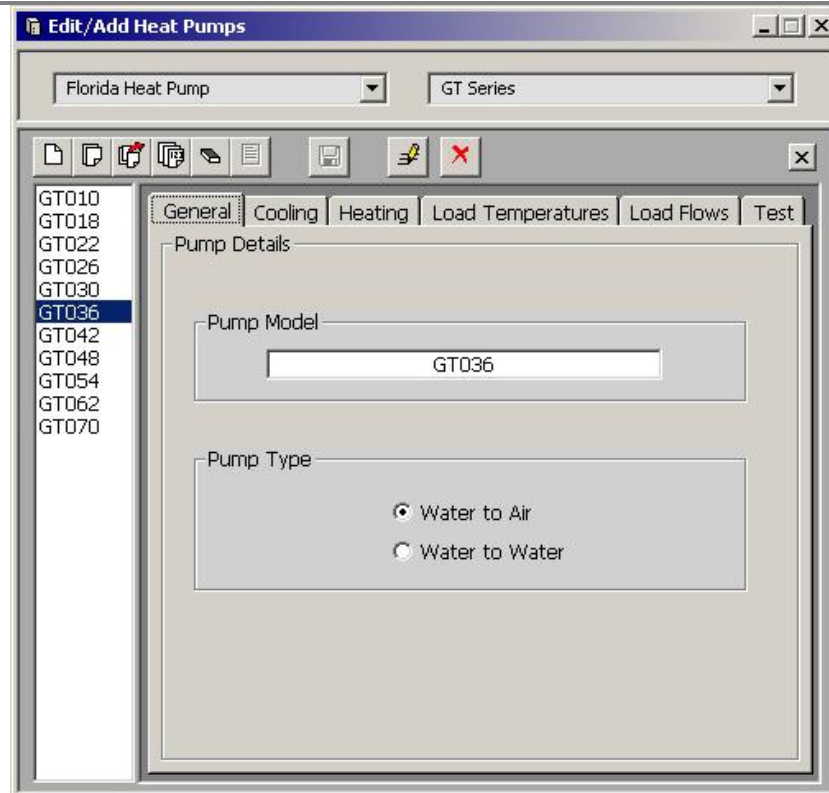 Edit/Add Heat Pumps
Florida Heat Pump GT Series
GT010
GT018
GT022
GT026
GT030
GT036
GT042
GT048
GT054
GT062
GT070
General Cooling Heating Load Temperatures Load Flows Test
Pump Details
Pump Model
GT036
Pump Type
Water to Air
Water to Water